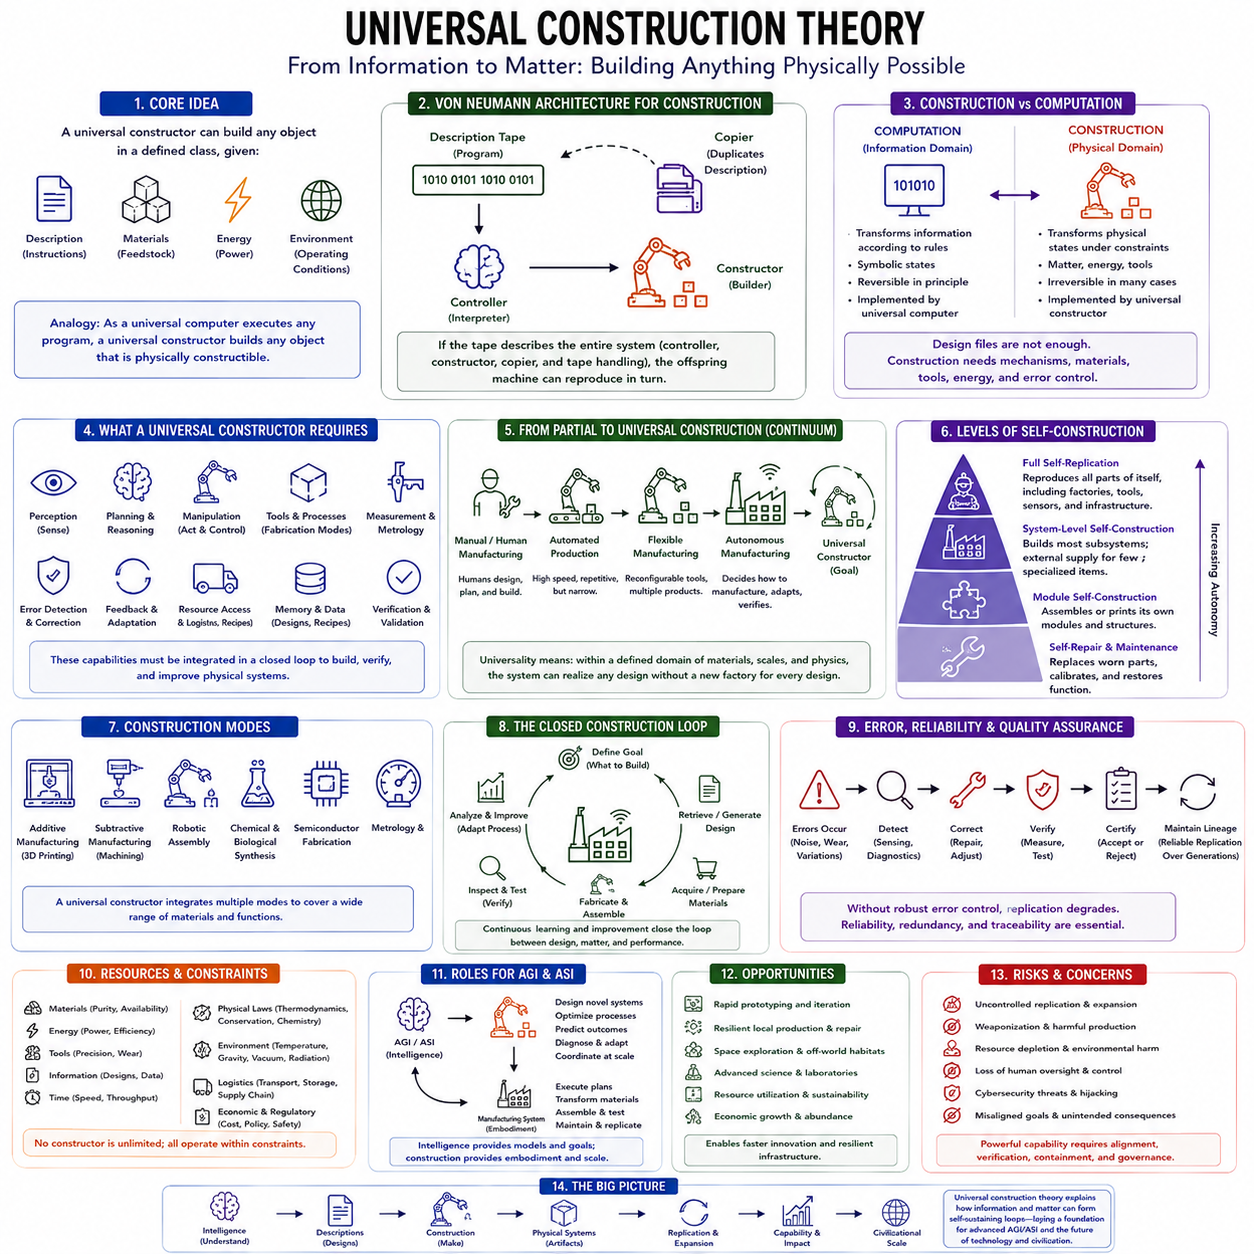 UNIVERSAL CONSTRUCTION THEORY
From Information to Matter: Building Anything Physically Possible
1. CORE IDEA
A universal constructor can build any object
in a defined class, given:
Description
(Instructions)
Materials
(Feedstock)
Energy
(Power)
Environment
(Operating
Conditions)
Analogy: As a universal computer executes any
program, a universal constructor builds any object
that is physically constructible.
2. VON NEUMANN ARCHITECTURE FOR CONSTRUCTION
Description Tape
(Program)
1010 0101 1010 0101
Copier
(Duplicates
Description)
Controller
(Interpreter)
Constructor
(Builder)
If the tape describes the entire system (controller,
constructor, copier, and tape handling), the offspring
machine can reproduce in turn.
3. CONSTRUCTION vs COMPUTATION
COMPUTATION
(Information Domain)
101010
· Transforms information
according to rules
• Symbolic states
• Reversible in principle
• Implemented by
universal computer
CONSTRUCTION
(Physical Domain)
• Transforms physical
states under constraints
• Matter, energy, tools
• Irreversible in many cases
• Implemented by universal
constructor
Design files are not enough.
Construction needs mechanisms, materials,
tools, energy, and error control.
4. WHAT A UNIVERSAL CONSTRUCTOR REQUIRES
Perception
(Sense)
Planning &
Reasoning
Manipulation
(Act & Control)
Tools & Processes
(Fabrication Modes)
Measurement &
Metrology
Error Detection
& Correction
Feedback &
Adaptation
Resource Access
& Logistns, Recipes)
Memory & Data
(Designs, Recipes)
Verification &
Validation
These capabilities must be integrated in a closed loop to build, verify,
and improve physical systems.
5. FROM PARTIAL TO UNIVERSAL CONSTRUCTION (CONTINUUM)
Manual / Human
Manufacturing
Humans design,
plan, and build.
Automated
Production
High speed, repetitive,
but narrow.
Flexible
Manufacturing
Reconfigurable tools,
multiple products.
Autonomous
Manufacturing
Decides how to
manufacture, adapts,
verifies.
Universal
Constructor
(Goal)
Universality means: within a defined domain of materials, scales, and physics,
the system can realize any design without a new factory for every design.
6. LEVELS OF SELF-CONSTRUCTION
Full Self-Replication
Reproduces all parts of itself,
including factories, tools,
sensors, and infrastructure.
System-Level Self-Construction
Builds most subsystems;
external supply for few ;
specialized items.
Module Self-Construction
Assembles or prints its own
modules and structures.
Self-Repair & Maintenance
Replaces worn parts,
calibrates, and restores
function.
Increasing Autonomy
7. CONSTRUCTION MODES
Additive
Manufacturing
(3D Printing)
Subtractive
Manufacturing
(Machining)
Robotic
Assembly
Chemical &
Biological
Synthesis
Semiconductor
Fabrication
Metrology &
A universal constructor integrates multiple modes to cover a wide
range of materials and functions.
8. THE CLOSED CONSTRUCTION LOOP
Define Goal
(What to Build)
Retrieve / Generate
Design
Acquire / Prepare
Materials
Fabricate &
Assemble
Inspect & Test
(Verify)
Analyze & Improve
(Adapt Process)
Continuous learning and improvement close the loop
between design, matter, and performance.
9. ERROR, RELIABILITY & QUALITY ASSURANCE
Errors Occur
(Noise, Wear,
Variations)
Detect
(Sensing,
Diagnostics)
Correct
(Repair,
Adjust)
Verify
(Measure,
Test)
Certify
(Accept or
Reject)
Maintain Lineage
(Reliable Replication
Over Generations)
Without robust error control, replication degrades.
Reliability, redundancy, and traceability are essential.
10. RESOURCES & CONSTRAINTS
Materials (Purity, Availability)
Energy (Power, Efficiency)
Tools (Precision, Wear)
Information (Designs, Data)
Time (Speed, Throughput)
Physical Laws (Thermodynamics,
Conservation, Chemistry)
Environment (Temperature,
Gravity, Vacuum, Radiation)
Logistics (Transport, Storage,
Supply Chain)
Economic & Regulatory
(Cost, Policy, Safety)
No constructor is unlimited; all operate within constraints.
11. ROLES FOR AGI & ASI
AGI / ASI
(Intelligence)
Design novel systems
Optimize processes
Predict outcomes
Diagnose & adapt
Coordinate at scale
Manufacturing System
(Embodiment)
Execute plans
Transform materials
Assemble & test
Maintain & replicate
Intelligence provides models and goals;
construction provides embodiment and scale.
12. OPPORTUNITIES
Rapid prototyping and iteration
Resilient local production & repair
Space exploration & off-world habitats
Advanced science & laboratories
Resource utilization & sustainability
Economic growth & abundance
Enables faster innovation and resilient
infrastructure.
13. RISKS & CONCERNS
Uncontrolled replication & expansion
Weaponization & harmful production
Resource depletion & environmental harm
Loss of human oversight & control
Cybersecurity threats & hijacking
Misaligned goals & unintended consequences
Powerful capability requires alignment,
verification, containment, and governance.
14. THE BIG PICTURE
Intelligence
(Understand)
Descriptions
(Designs)
Construction
(Make)
Physical Systems
(Artifacts)
Replication &
Expansion
Capability &
Impact
Civilizational
Scale
Universal construction theory explains
how information and matter can form
self-sustaining loops—laying a foundation
for advanced AGI/ASI and the future
of technology and civilization.